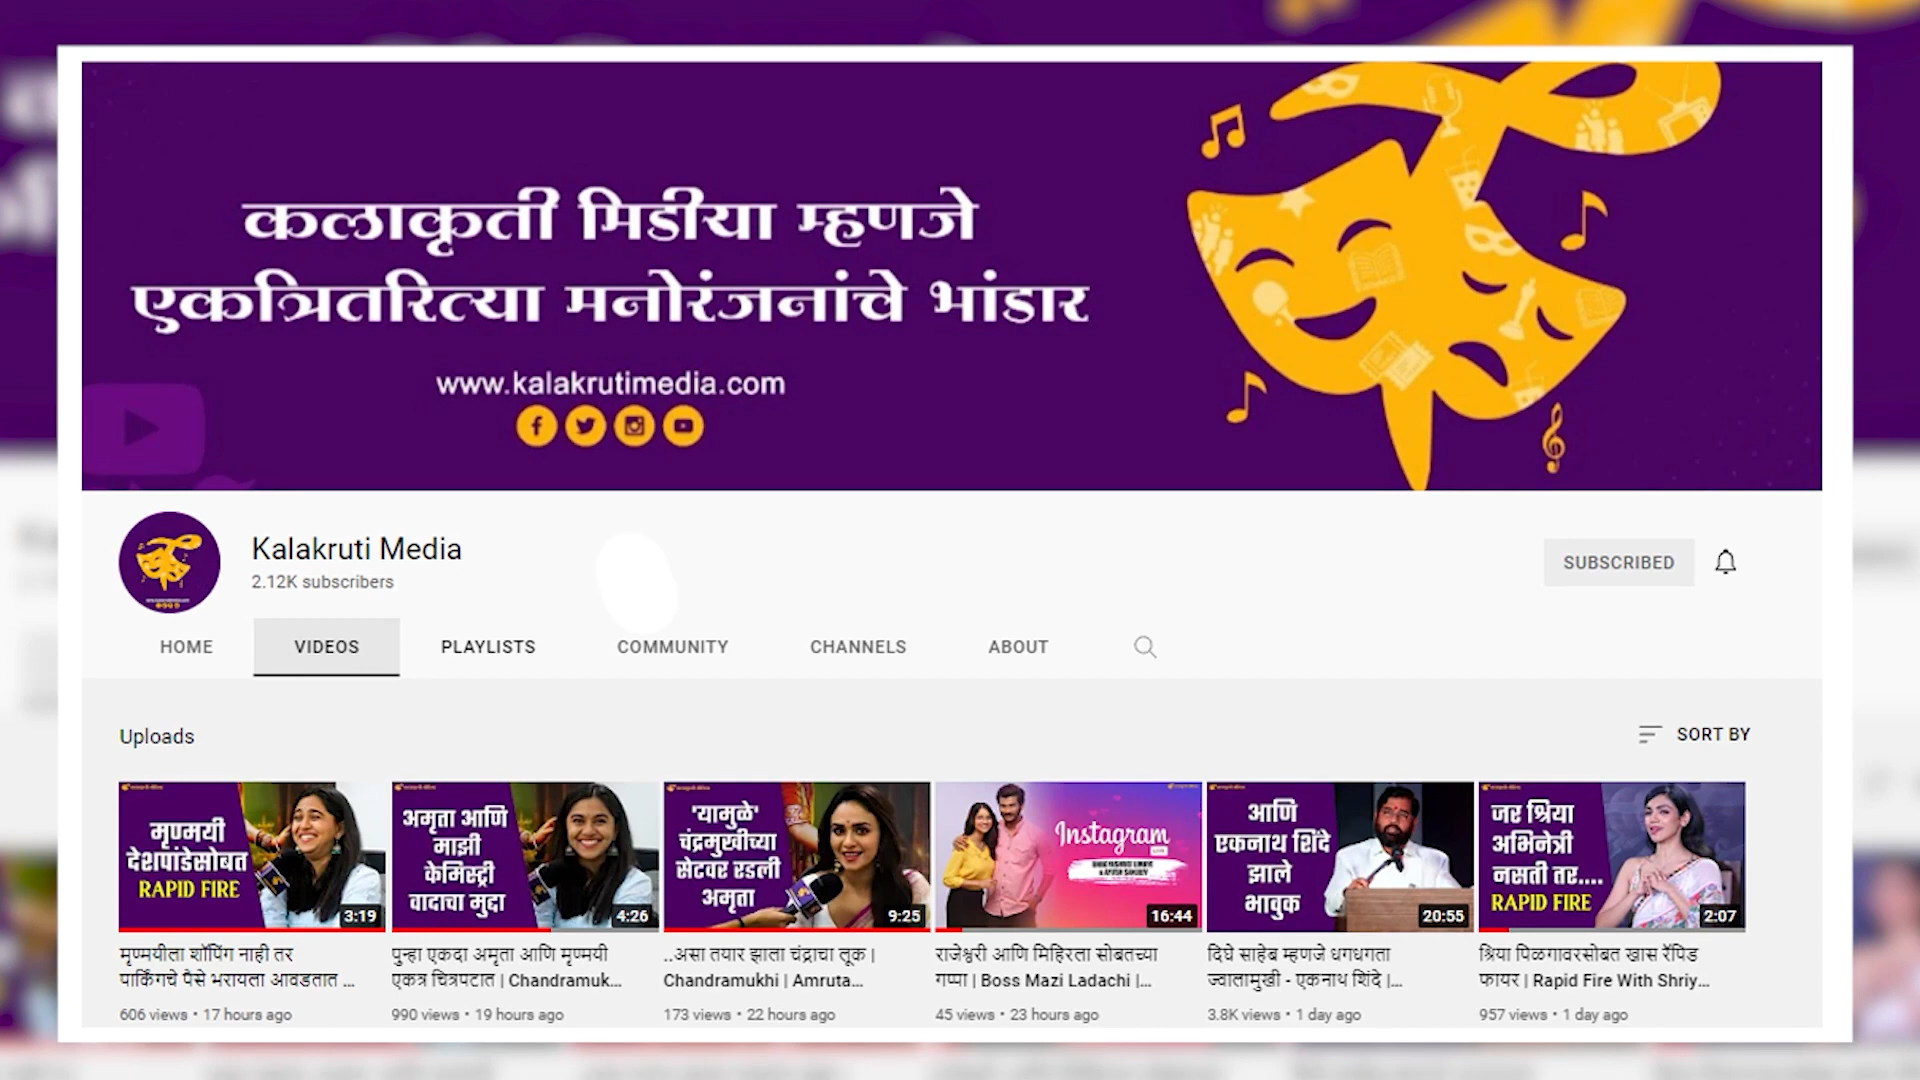 कलाकृती मिडीया म्हणजे
एकत्रितरित्या मनोरंजनांचे भांडार
www.kalakrutimedia.com
Kalakruti Media
2.12K subscribers
SUBSCRIBED
HOME VIDEOS PLAYLISTS COMMUNITY CHANNELS ABOUT
Uploads
SORT BY
मृण्मयी
देशपांडेसोबत
RAPID FIRE
3:19
मृण्मयीला शॉपिंग नाही तर
पार्किंगचे पैसे भरायला आवडतात ...
606 views • 17 hours ago
अमृता आणि
माझी
केमिस्ट्री
वादाचा मुद्दा
4:26
पुन्हा एकदा अमृता आणि मृण्मयी
एकत्र चित्रपटात | Chandramuk...
990 views • 19 hours ago
'यामुळे'
चंद्रमुखीच्या
सेटवर रडली
अमृता
9:25
..असा तयार झाला चंद्राचा लूक |
Chandramukhi | Amruta...
173 views • 22 hours ago
Instagram
16:44
राजेश्वरी आणि मिहिरला सोबतच्या
गप्पा | Boss Mazi Ladachi |...
45 views • 23 hours ago
आणि
एकनाथ शिंदे
झाले
भावुक
20:55
दिघे साहेब म्हणजे धगधगता
ज्वालामुखी - एकनाथ शिंदे |...
3.8K views • 1 day ago
जर श्रिया
अभिनेत्री
नसती तर....
RAPID FIRE
2:07
श्रिया पिळगावरसोबत खास रॅपिड
फायर | Rapid Fire With Shriy...
957 views • 1 day ago